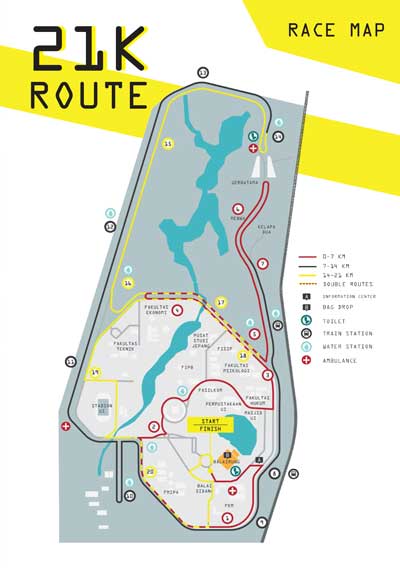 21K
ROUTE
RACE MAP
13
15
14
GERBATAMA
6
MENWA
KELAPA
DUA
7
12
16
17
5
FAKULTAS
EKONOMI
4
PUSAT
STUDI
JEPANG
FAKULTAS
TEKNIK
FISIP
18
FAKULTAS
PSIKOLOGI
3
FIPB
11
19
FASILKOM
FAKULTAS
HUKUM
PERPUSTAKAAN
UI
MASJID
UI
STADION
UI
2
START
FINISH
B
BALAIRUNG
A
20
BALAI
SIDANG
8
10
FMIPA
PKM
1
9
0-7 KM
7-14 KM
14-21 KM
DOUBLE ROUTES
A INFORMATION CENTER
B BAG DROP
TOILET
TRAIN STATION
WATER STATION
AMBULANCE